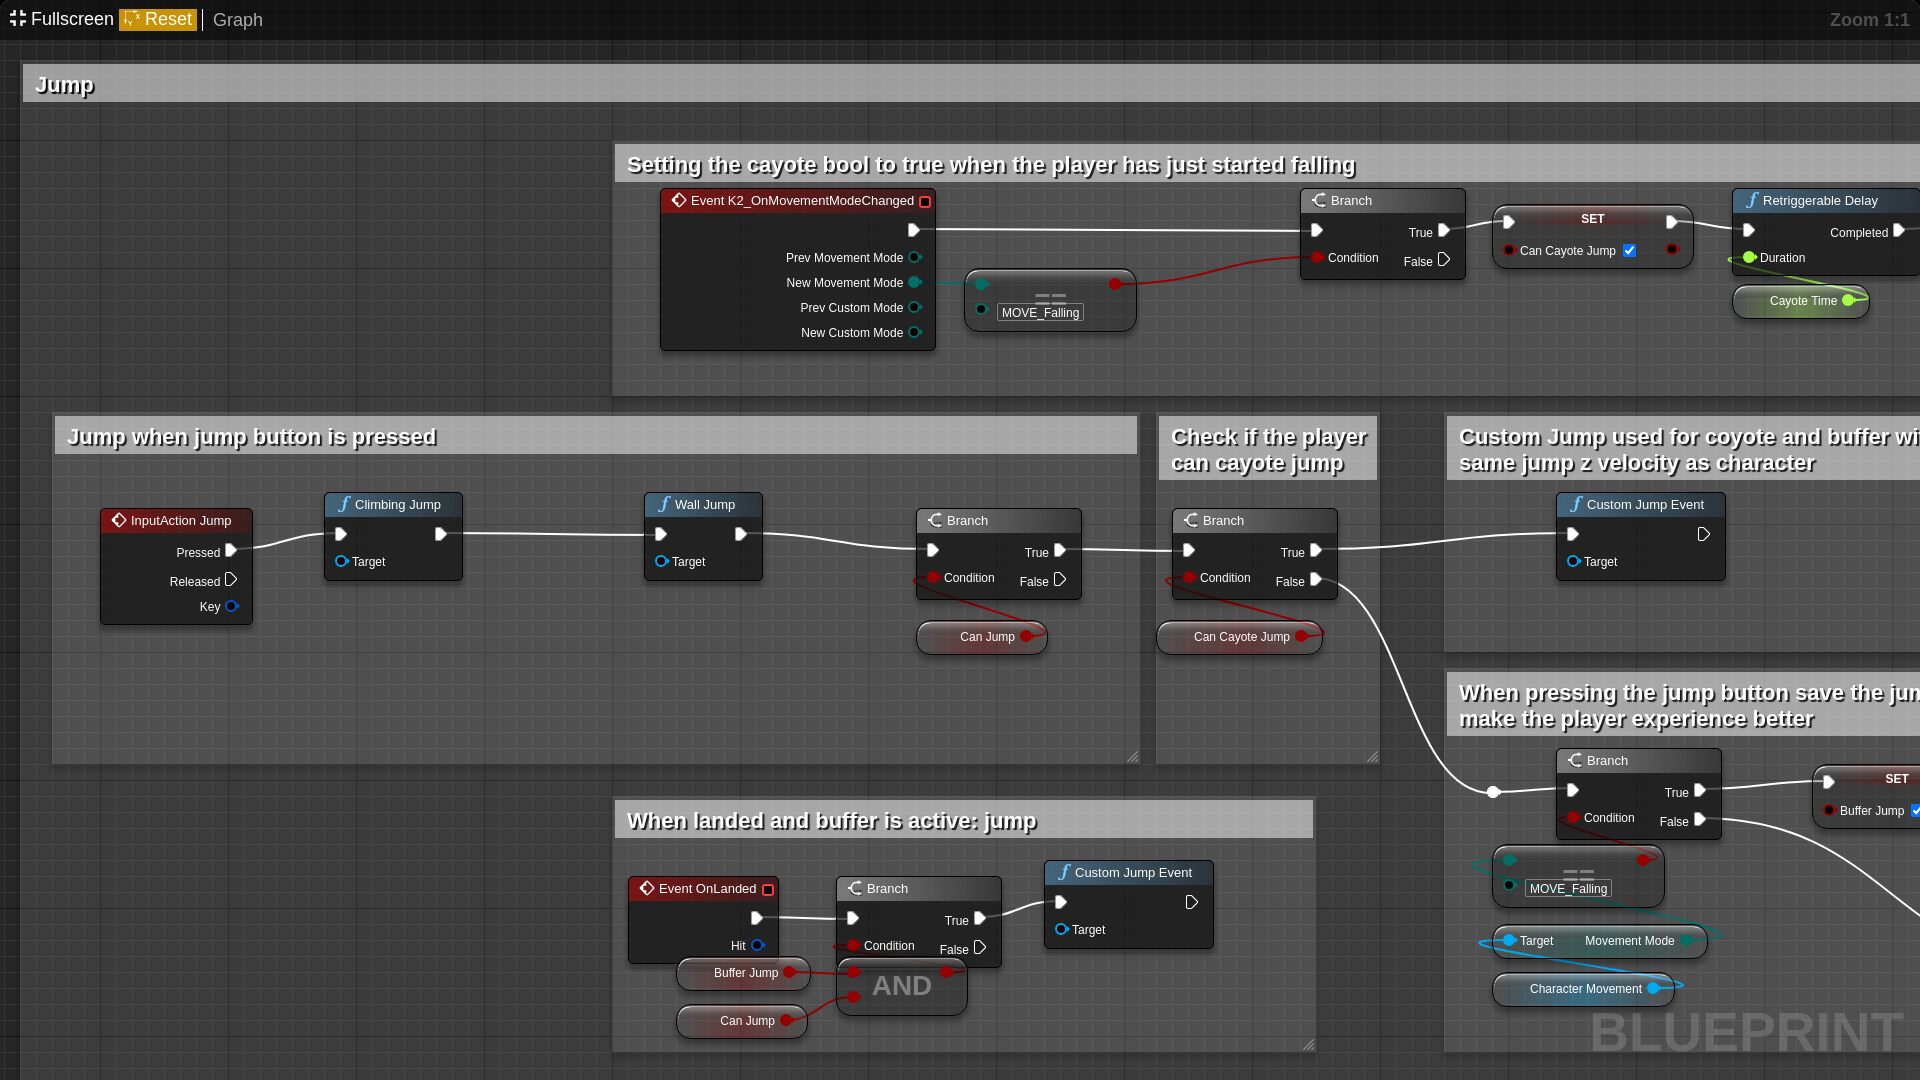 Fullscreen Reset Graph Zoom 1:1
Jump
Setting the cayote bool to true when the player has just started falling
Event K2_OnMovementModeChanged
Prev Movement Mode
New Movement Mode
Prev Custom Mode
New Custom Mode
==
MOVE_Falling
Branch
True
Condition
False
SET
Can Cayote Jump
Retriggerable Delay
Completed
Duration
Cayote Time
Jump when jump button is pressed
InputAction Jump
Pressed
Released
Key
Climbing Jump
Target
Wall Jump
Target
Branch
True
Condition
False
Can Jump
Check if the player
can cayote jump
Branch
True
Condition
False
Can Cayote Jump
Custom Jump used for coyote and buffer
same jump z velocity as character
Custom Jump Event
Target
When pressing the jump button save the
make the player experience better
Branch
True
Condition
False
SET
Buffer Jump
==
MOVE_Falling
Target Movement Mode
Character Movement
When landed and buffer is active: jump
Event OnLanded
Hit
Branch
True
Condition
False
Custom Jump Event
Target
Buffer Jump
AND
Can Jump
BLUEPRINT